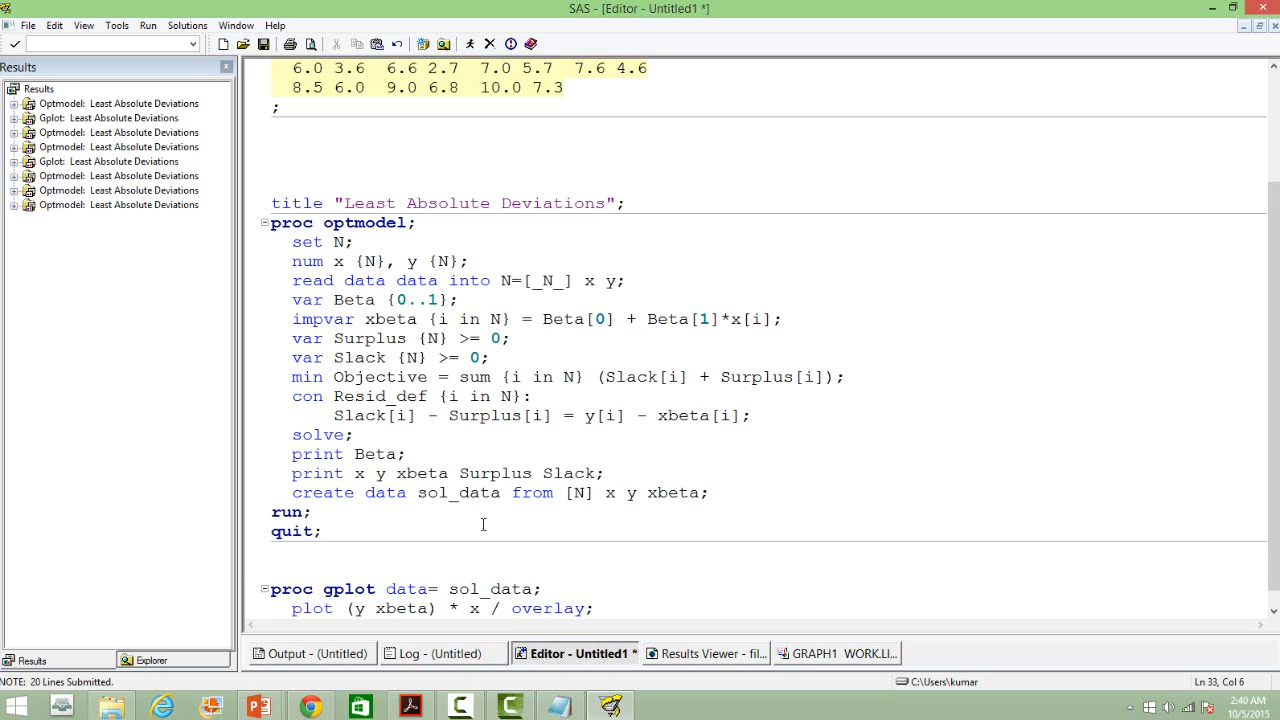 SAS - [Editor - Untitled1 *]
File Edit View Tools Run Solutions Window Help
Results
Results
Optmodel: Least Absolute Deviations
Gplot: Least Absolute Deviations
Optmodel: Least Absolute Deviations
Optmodel: Least Absolute Deviations
Gplot: Least Absolute Deviations
Optmodel: Least Absolute Deviations
Optmodel: Least Absolute Deviations
Optmodel: Least Absolute Deviations
6.0 3.6 6.6 2.7 7.0 5.7 7.6 4.6
8.5 6.0 9.0 6.8 10.0 7.3
;
title "Least Absolute Deviations";
proc optmodel;
set N;
num x {N}, y {N};
read data data into N=[_N_] x y;
var Beta {0..1};
impvar xbeta {i in N} = Beta[0] + Beta[1]*x[i];
var Surplus {N} >= 0;
var Slack {N} >= 0;
min Objective = sum {i in N} (Slack[i] + Surplus[i]);
con Resid_def {i in N}:
Slack[i] - Surplus[i] = y[i] - xbeta[i];
solve;
print Beta;
print x y xbeta Surplus Slack;
create data sol_data from [N] x y xbeta;
run;
quit;
proc gplot data= sol_data;
plot (y xbeta) * x / overlay;
Results Explorer
Output - (Untitled) Log - (Untitled) Editor - Untitled1 * Results Viewer - fil... GRAPH1 WORK.LI...
NOTE: 20 Lines Submitted. C:\Users\kumar Ln 33, Col 6
2:40 AM
10/5/2015